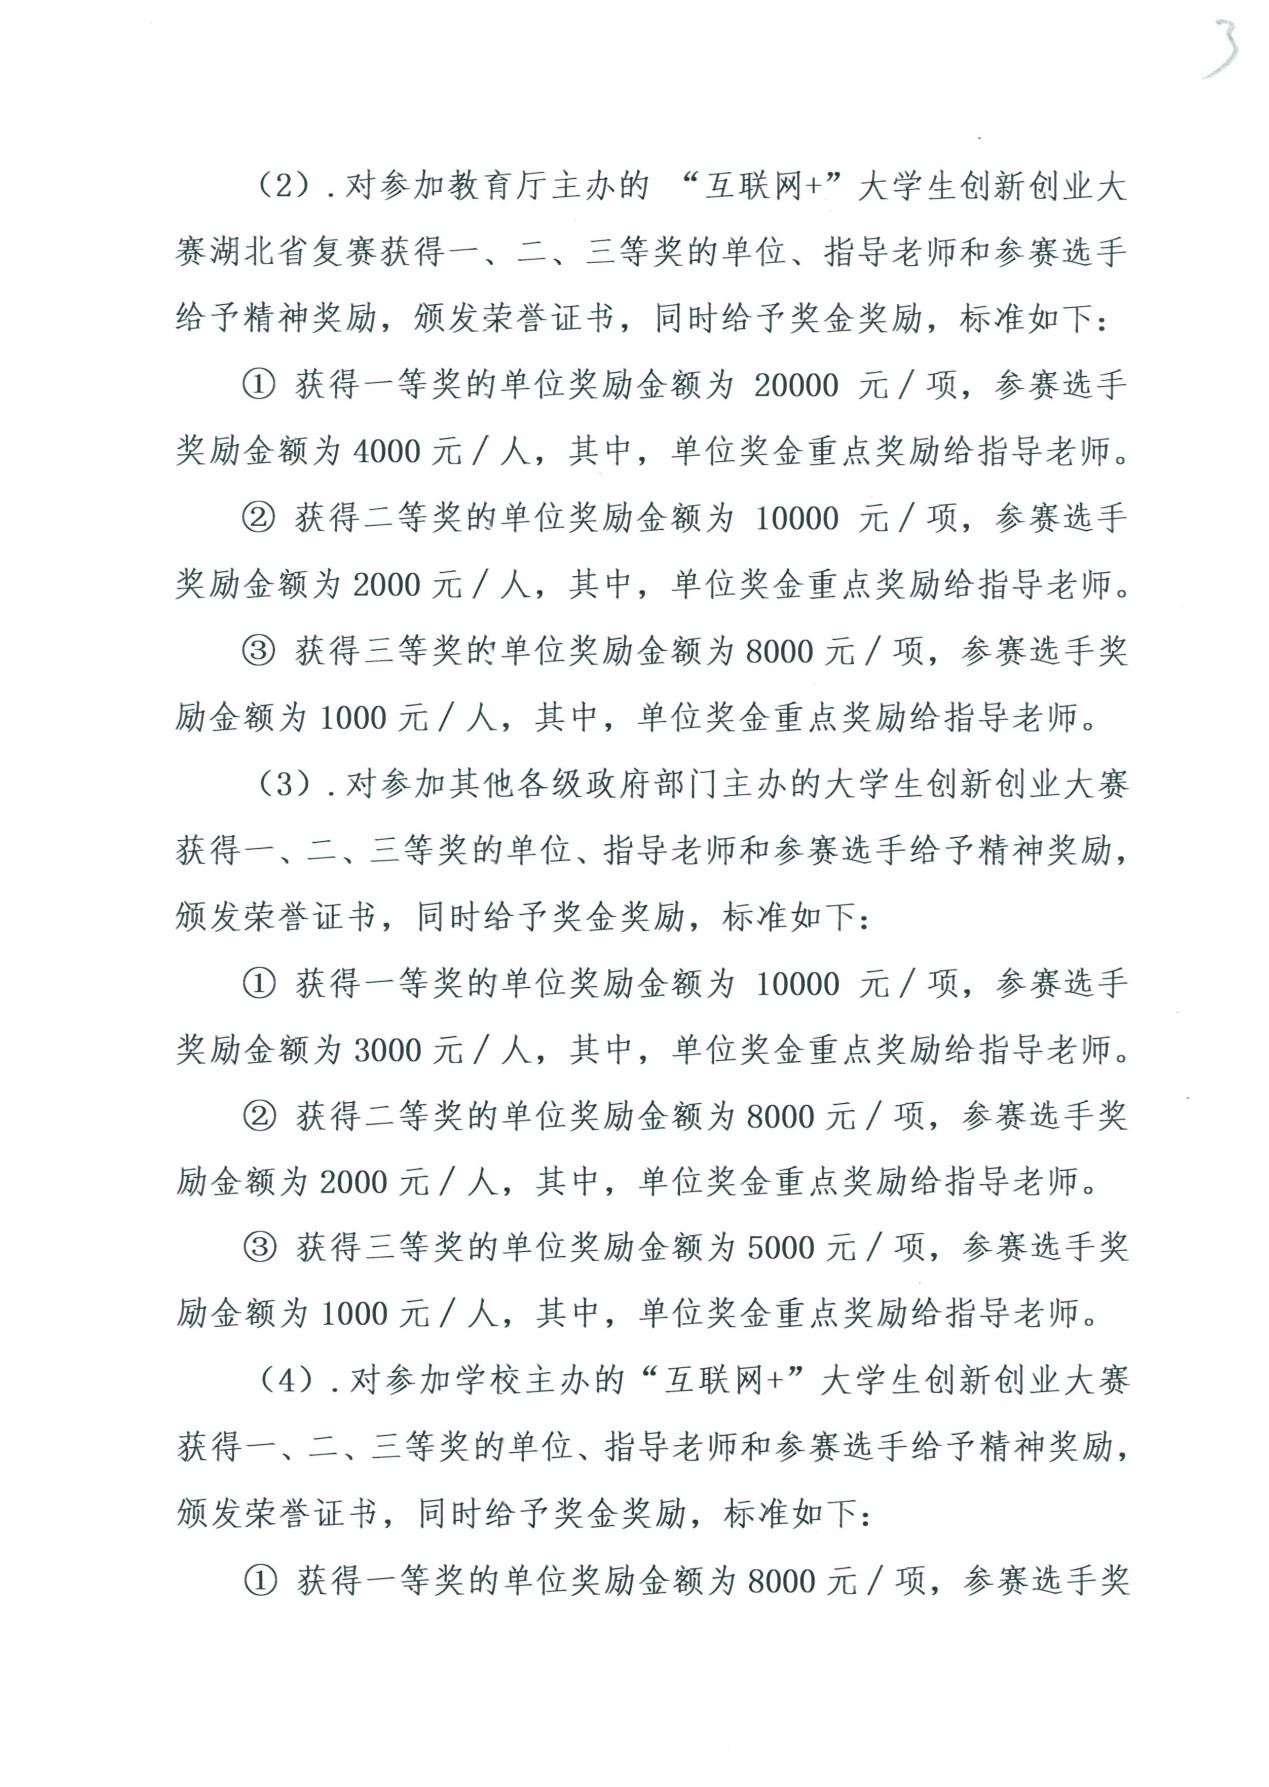 3
（2）.对参加教育厅主办的 “互联网+”大学生创新创业大
赛湖北省复赛获得一、二、三等奖的单位、指导老师和参赛选手
给予精神奖励，颁发荣誉证书，同时给予奖金奖励，标准如下：
① 获得一等奖的单位奖励金额为 20000 元／项，参赛选手
奖励金额为 4000 元／人，其中，单位奖金重点奖励给指导老师。
② 获得二等奖的单位奖励金额为 10000 元／项，参赛选手
奖励金额为 2000 元／人，其中，单位奖金重点奖励给指导老师。
③ 获得三等奖的单位奖励金额为 8000 元／项，参赛选手奖
励金额为 1000 元／人，其中，单位奖金重点奖励给指导老师。
（3）.对参加其他各级政府部门主办的大学生创新创业大赛
获得一、二、三等奖的单位、指导老师和参赛选手给予精神奖励，
颁发荣誉证书，同时给予奖金奖励，标准如下：
① 获得一等奖的单位奖励金额为 10000 元／项，参赛选手
奖励金额为 3000 元／人，其中，单位奖金重点奖励给指导老师。
② 获得二等奖的单位奖励金额为 8000 元／项，参赛选手奖
励金额为 2000 元／人，其中，单位奖金重点奖励给指导老师。
③ 获得三等奖的单位奖励金额为 5000 元／项，参赛选手奖
励金额为 1000 元／人，其中，单位奖金重点奖励给指导老师。
（4）.对参加学校主办的“互联网+”大学生创新创业大赛
获得一、二、三等奖的单位、指导老师和参赛选手给予精神奖励，
颁发荣誉证书，同时给予奖金奖励，标准如下：
① 获得一等奖的单位奖励金额为 8000 元／项，参赛选手奖